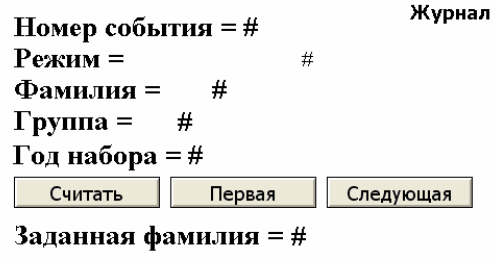 Журнал
Номер события = #
Режим = #
Фамилия = #
Группа = #
Год набора = #
Считать Первая Следующая
Заданная фамилия = #